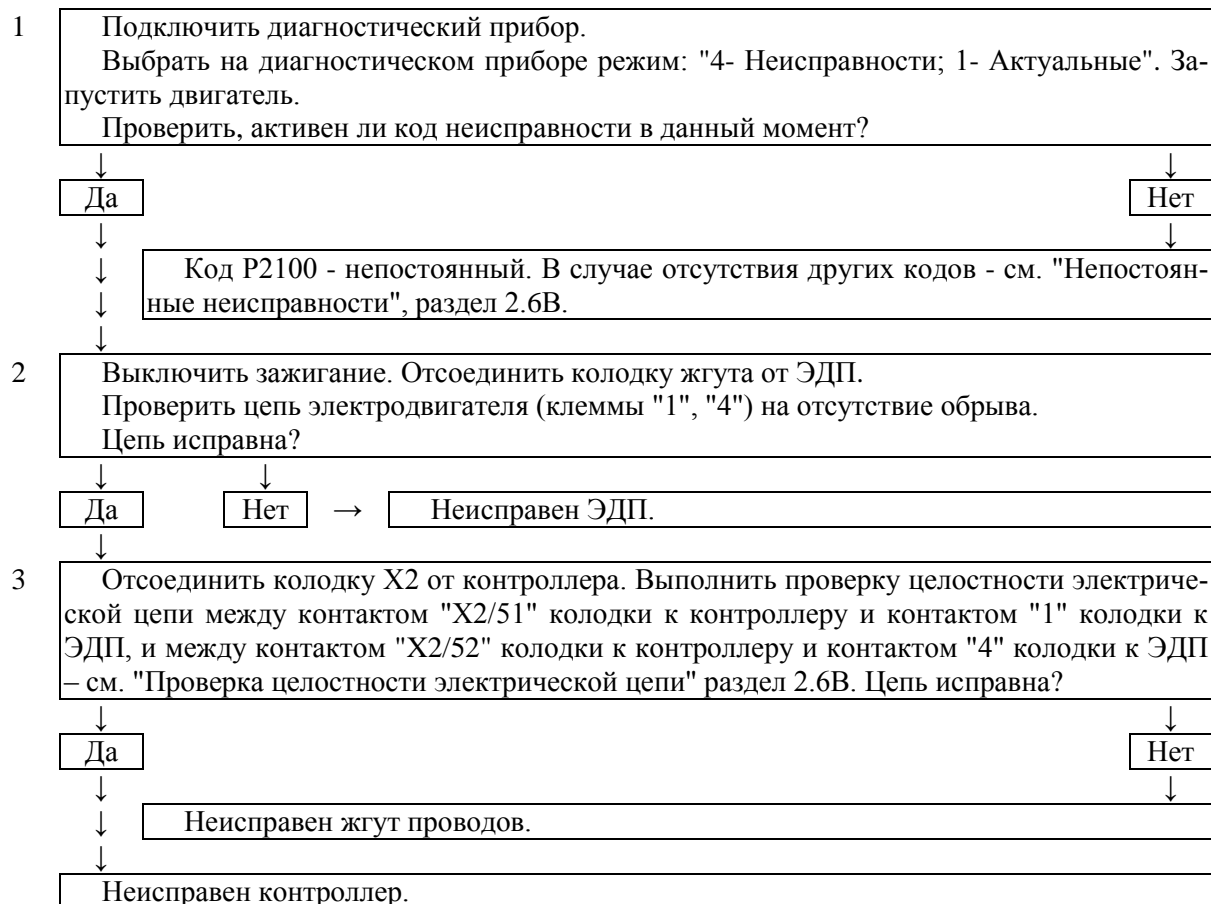 1 Подключить диагностический прибор.
Выбрать на диагностическом приборе режим: "4- Неисправности; 1- Актуальные". За-
пустить двигатель.
Проверить, активен ли код неисправности в данный момент?
↓ ↓
Да Нет
↓ ↓
↓ Код Р2100 - непостоянный. В случае отсутствия других кодов - см. "Непостоян-
↓ ные неисправности", раздел 2.6В.
↓
2 Выключить зажигание. Отсоединить колодку жгута от ЭДП.
Проверить цепь электродвигателя (клеммы "1", "4") на отсутствие обрыва.
Цепь исправна?
↓ ↓
Да Нет → Неисправен ЭДП.
↓
3 Отсоединить колодку Х2 от контроллера. Выполнить проверку целостности электриче-
ской цепи между контактом "Х2/51" колодки к контроллеру и контактом "1" колодки к
ЭДП, и между контактом "Х2/52" колодки к контроллеру и контактом "4" колодки к ЭДП
– см. "Проверка целостности электрической цепи" раздел 2.6В. Цепь исправна?
↓ ↓
Да Нет
↓ ↓
↓ Неисправен жгут проводов.
↓
Неисправен контроллер.